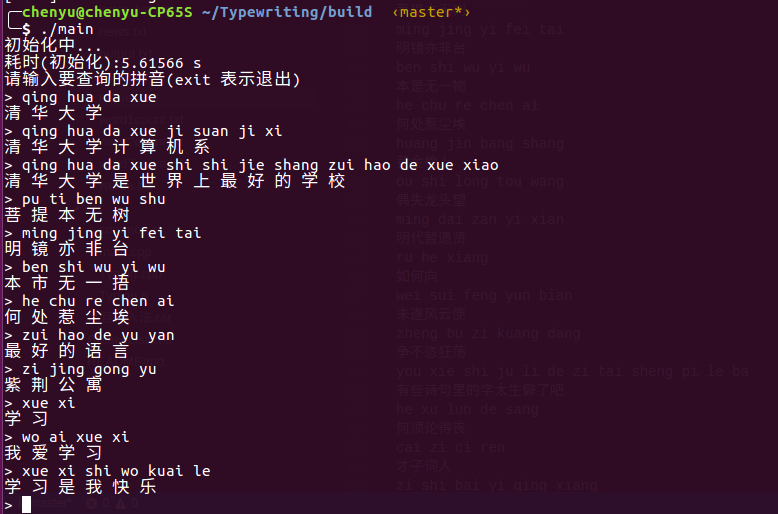 ╭─chenyu@chenyu-CP65S ~/Typewriting/build ‹master*›
╰─$ ./main
初始化中...
耗时(初始化):5.61566 s
请输入要查询的拼音(exit 表示退出)
> qing hua da xue
清 华 大 学
> qing hua da xue ji suan ji xi
清 华 大 学 计 算 机 系
> qing hua da xue shi shi jie shang zui hao de xue xiao
清 华 大 学 是 世 界 上 最 好 的 学 校
> pu ti ben wu shu
菩 提 本 无 树
> ming jing yi fei tai
明 镜 亦 非 台
> ben shi wu yi wu
本 市 无 一 捂
> he chu re chen ai
何 处 惹 尘 埃
> zui hao de yu yan
最 好 的 语 言
> zi jing gong yu
紫 荆 公 寓
> xue xi
学 习
> wo ai xue xi
我 爱 学 习
> xue xi shi wo kuai le
学 习 是 我 快 乐
>
ming jing yi fei tai
明镜亦非台
ben shi wu yi wu
本是无一物
he chu re chen ai
何处惹尘埃
huang jin bang shang
ou shi long tou wang
偶失龙头望
ming dai zan yi xian
明代暂遗贤
ru he xiang
如何向
wei sui feng yun bian
未遂风云便
zheng bu zi kuang dang
争不恣狂荡
you xie shi ju li de zi tai sheng pi le ba
有些诗句里的字太生僻了吧
he xu lun de sang
何须论得丧
cai zi ci ren
才子词人
zi shi bai yi qing xiang